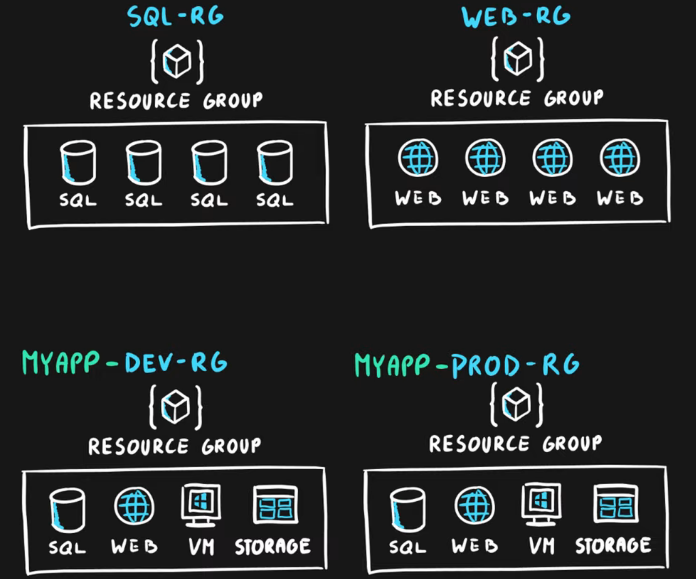 SQL-RG
RESOURCE GROUP
SQL SQL SQL SQL
WEB-RG
RESOURCE GROUP
WEB WEB WEB WEB
MYAPP-DEV-RG
RESOURCE GROUP
SQL WEB VM STORAGE
MYAPP-PROD-RG
RESOURCE GROUP
SQL WEB VM STORAGE